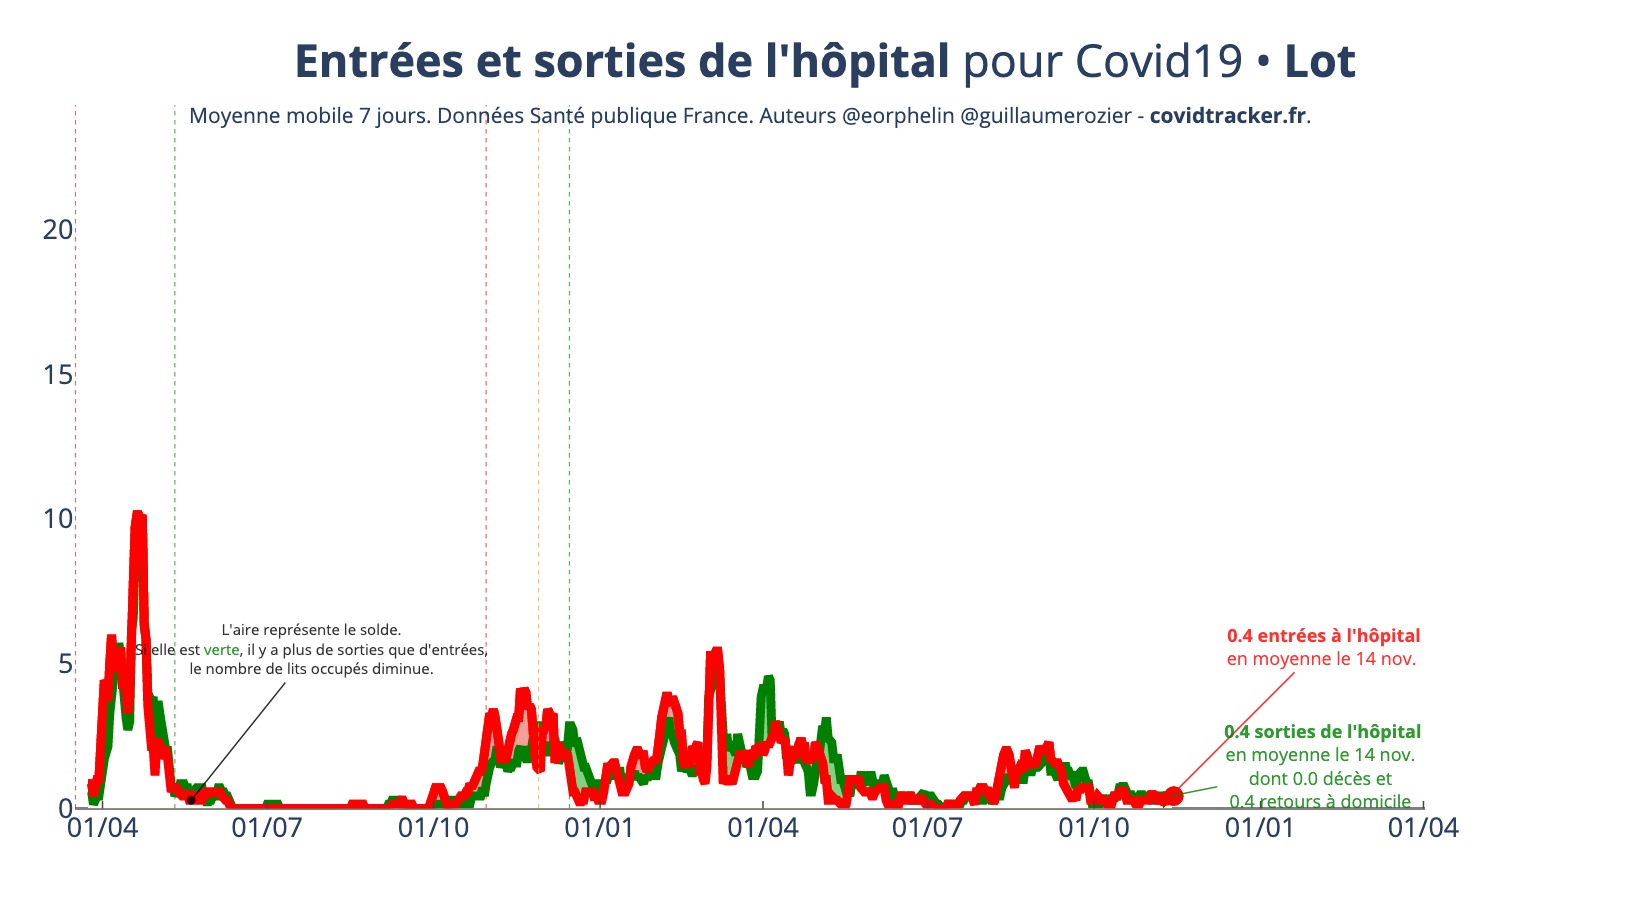 Entrées et sorties de l'hôpital pour Covid19 • Lot
Moyenne mobile 7 jours. Données Santé publique France. Auteurs @eorphelin @guillaumerozier - covidtracker.fr.
20
15
10
5
0
L'aire représente le solde.
Si elle est verte, il y a plus de sorties que d'entrées,
le nombre de lits occupés diminue.
0.4 entrées à l'hôpital
en moyenne le 14 nov.
0.4 sorties de l'hôpital
en moyenne le 14 nov.
dont 0.0 décès et
0.4 retours à domicile
01/04 01/07 01/10 01/01 01/04 01/07 01/10 01/01 01/04